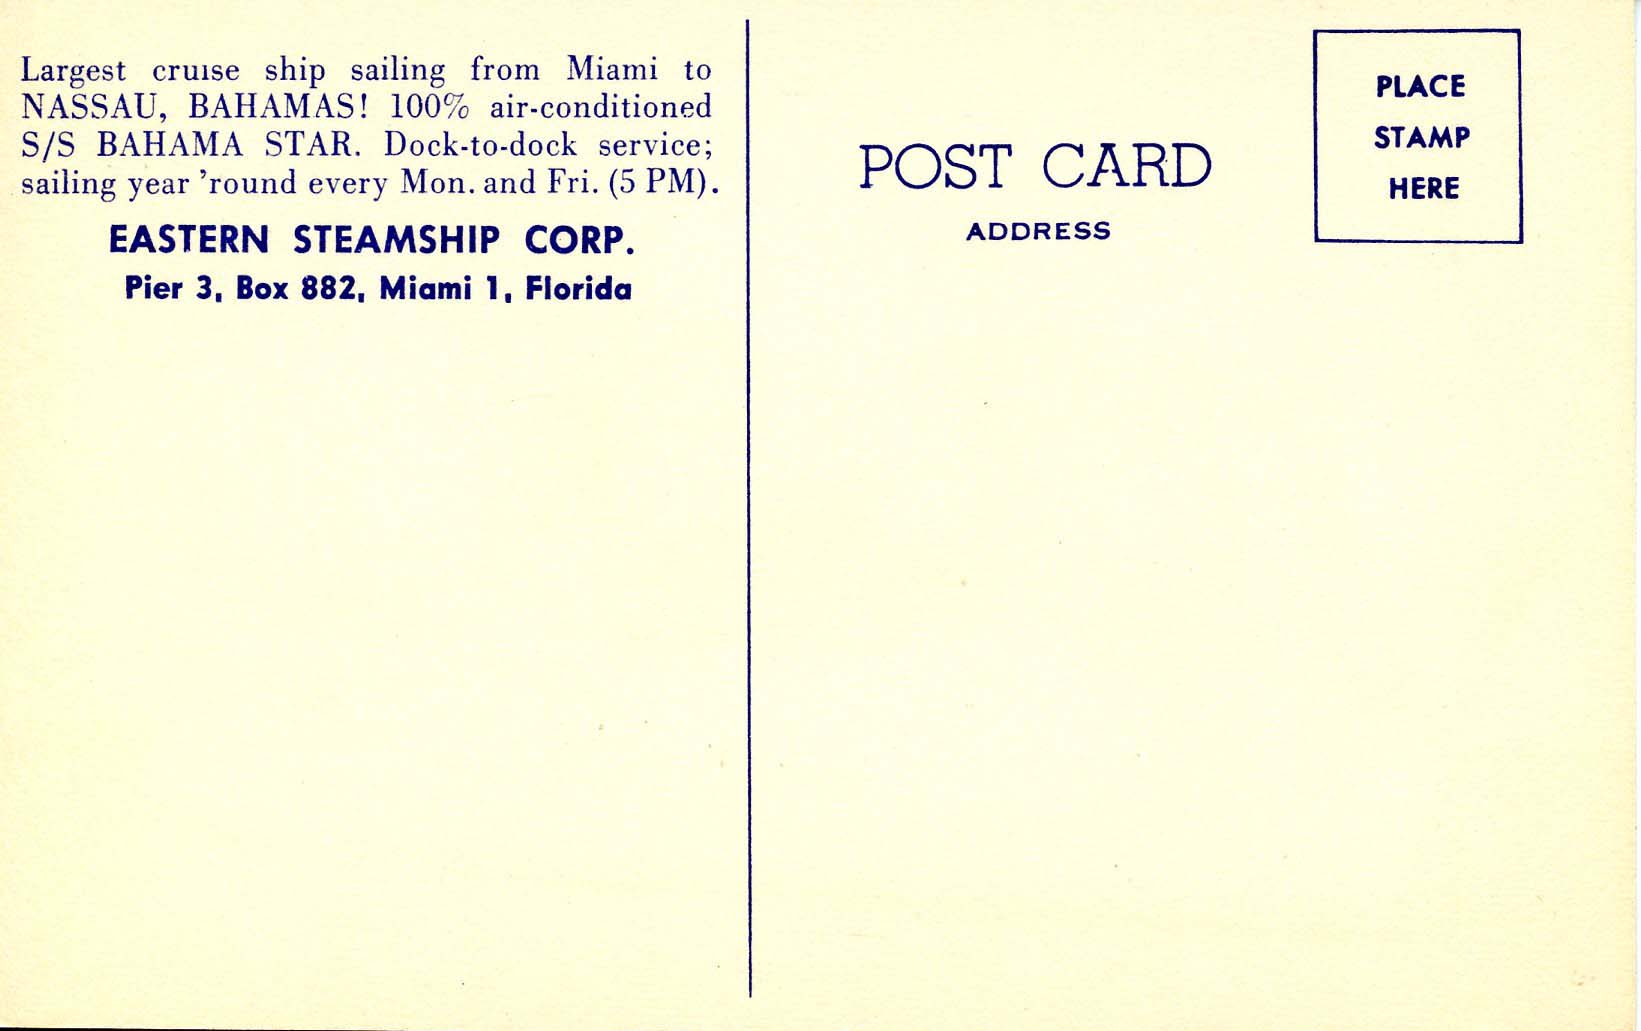 Largest cruise ship sailing from Miami to
NASSAU, BAHAMAS! 100% air-conditioned
S/S BAHAMA STAR. Dock-to-dock service;
sailing year ’round every Mon. and Fri. (5 PM).
EASTERN STEAMSHIP CORP.
Pier 3, Box 882, Miami 1, Florida
POST CARD
ADDRESS
PLACE
STAMP
HERE